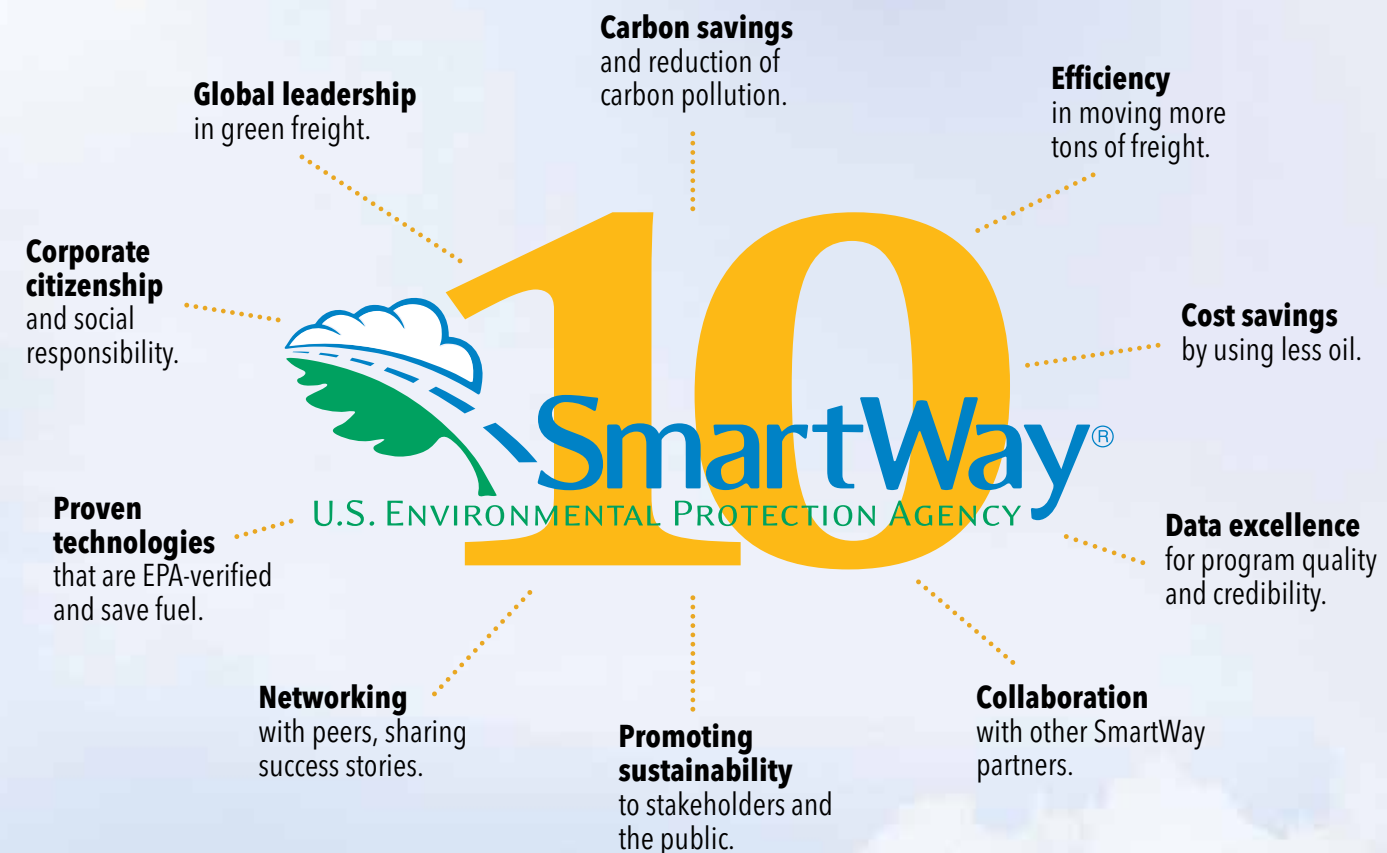 Carbon savings
and reduction of
carbon pollution.
Efficiency
in moving more
tons of freight.
Cost savings
by using less oil.
Data excellence
for program quality
and credibility.
Collaboration
with other SmartWay
partners.
Promoting
sustainability
to stakeholders and
the public.
Networking
with peers, sharing
success stories.
Proven
technologies
that are EPA-verified
and save fuel.
Corporate
citizenship
and social
responsibility.
Global leadership
in green freight.
10
SmartWay®
U.S. ENVIRONMENTAL PROTECTION AGENCY